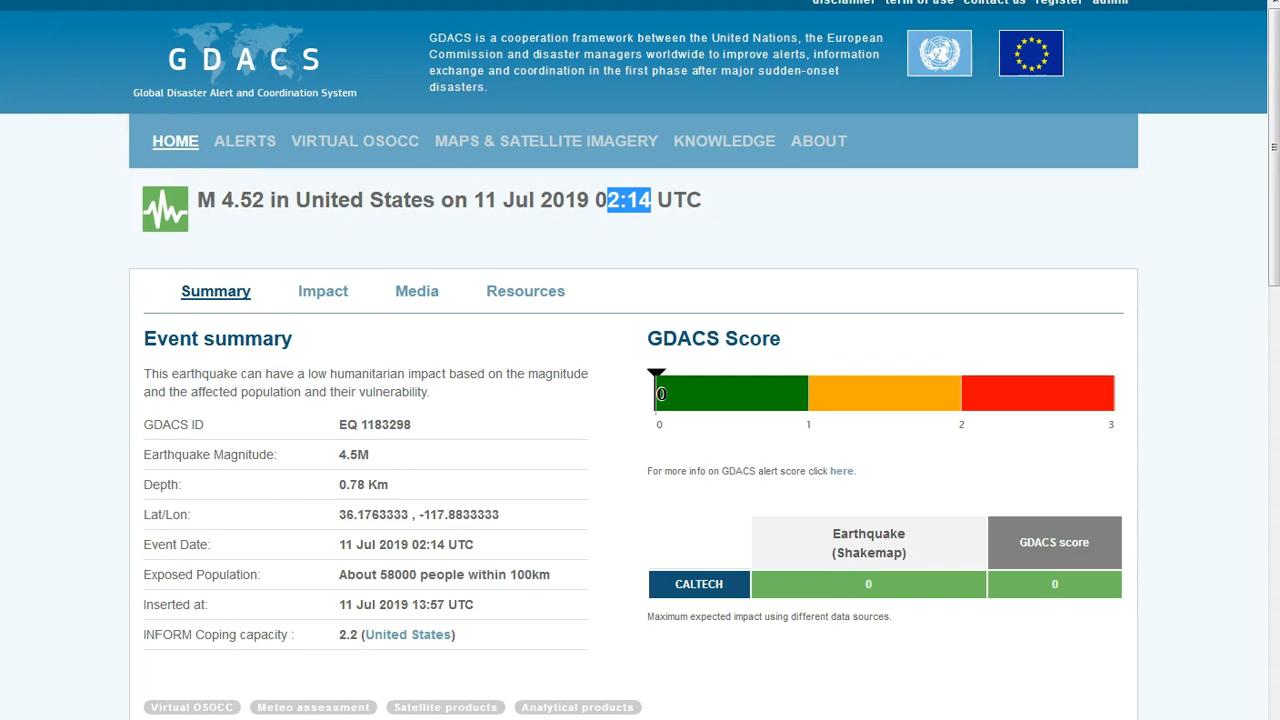 disclaimer term of use contact us register admin
GDACS
Global Disaster Alert and Coordination System
GDACS is a cooperation framework between the United Nations, the European
Commission and disaster managers worldwide to improve alerts, information
exchange and coordination in the first phase after major sudden-onset
disasters.
HOME ALERTS VIRTUAL OSOCC MAPS & SATELLITE IMAGERY KNOWLEDGE ABOUT
M 4.52 in United States on 11 Jul 2019 02:14 UTC
Summary Impact Media Resources
Event summary
This earthquake can have a low humanitarian impact based on the magnitude
and the affected population and their vulnerability.
GDACS ID EQ 1183298
Earthquake Magnitude: 4.5M
Depth: 0.78 Km
Lat/Lon: 36.1763333 , -117.8833333
Event Date: 11 Jul 2019 02:14 UTC
Exposed Population: About 58000 people within 100km
Inserted at: 11 Jul 2019 13:57 UTC
INFORM Coping capacity : 2.2 (United States)
Virtual OSOCC Meteo assessment Satellite products Analytical products
GDACS Score
0
0 1 2 3
For more info on GDACS alert score click here.
Earthquake
(Shakemap)
GDACS score
CALTECH 0 0
Maximum expected impact using different data sources.